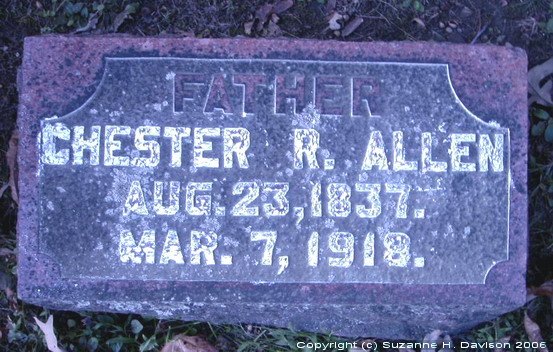 FATHER
CHESTER R. ALLEN
AUG. 23, 1837.
MAR. 7, 1918.
Copyright (c) Suzanne H. Davison 2006